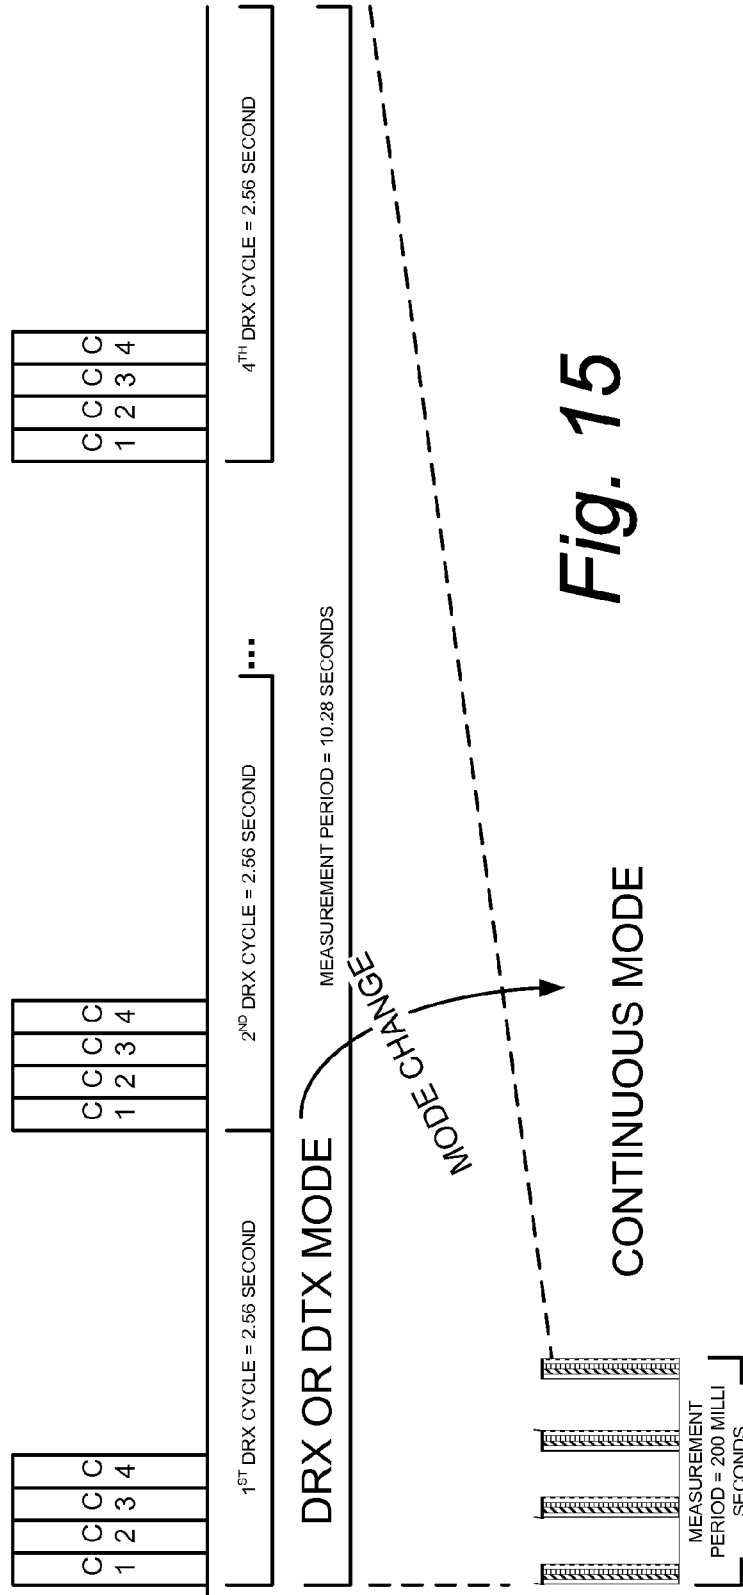 C C C C
1 2 3 4
C C C C
1 2 3 4
C C C C
1 2 3 4
1ST DRX CYCLE = 2.56 SECOND
2ND DRX CYCLE = 2.56 SECOND
...
4TH DRX CYCLE = 2.56 SECOND
DRX OR DTX MODE
MEASUREMENT PERIOD = 10.28 SECONDS
MODE CHANGE
CONTINUOUS MODE
MEASUREMENT
PERIOD = 200 MILLI
SECONDS
Fig. 15